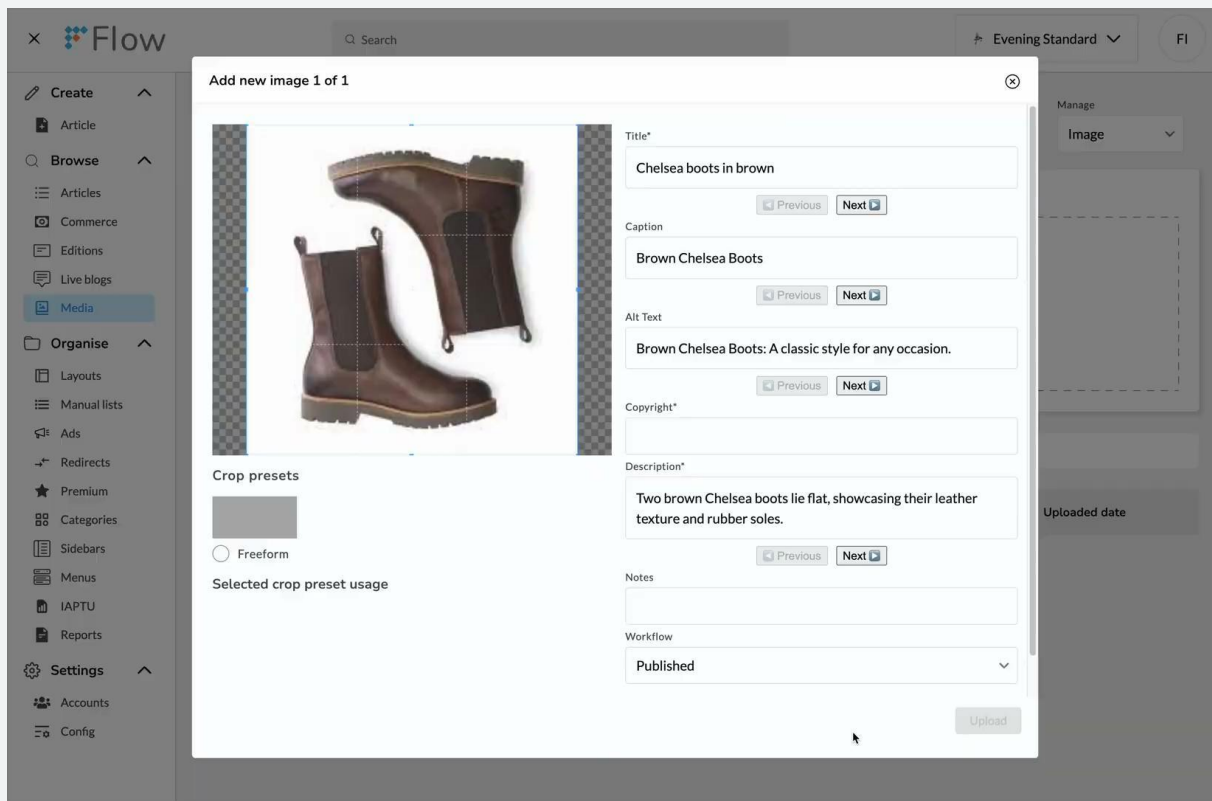 Flow
Search
Evening Standard
FI
Create
Article
Browse
Articles
Commerce
Editions
Live blogs
Media
Organise
Layouts
Manual lists
Ads
Redirects
Premium
Categories
Sidebars
Menus
IAPTU
Reports
Settings
Accounts
Config
Add new image 1 of 1
Crop presets
Freeform
Selected crop preset usage
Title*
Chelsea boots in brown
Previous Next
Caption
Brown Chelsea Boots
Previous Next
Alt Text
Brown Chelsea Boots: A classic style for any occasion.
Previous Next
Copyright*
Description*
Two brown Chelsea boots lie flat, showcasing their leather
texture and rubber soles.
Previous Next
Notes
Workflow
Published
Upload
Manage
Image
Uploaded date